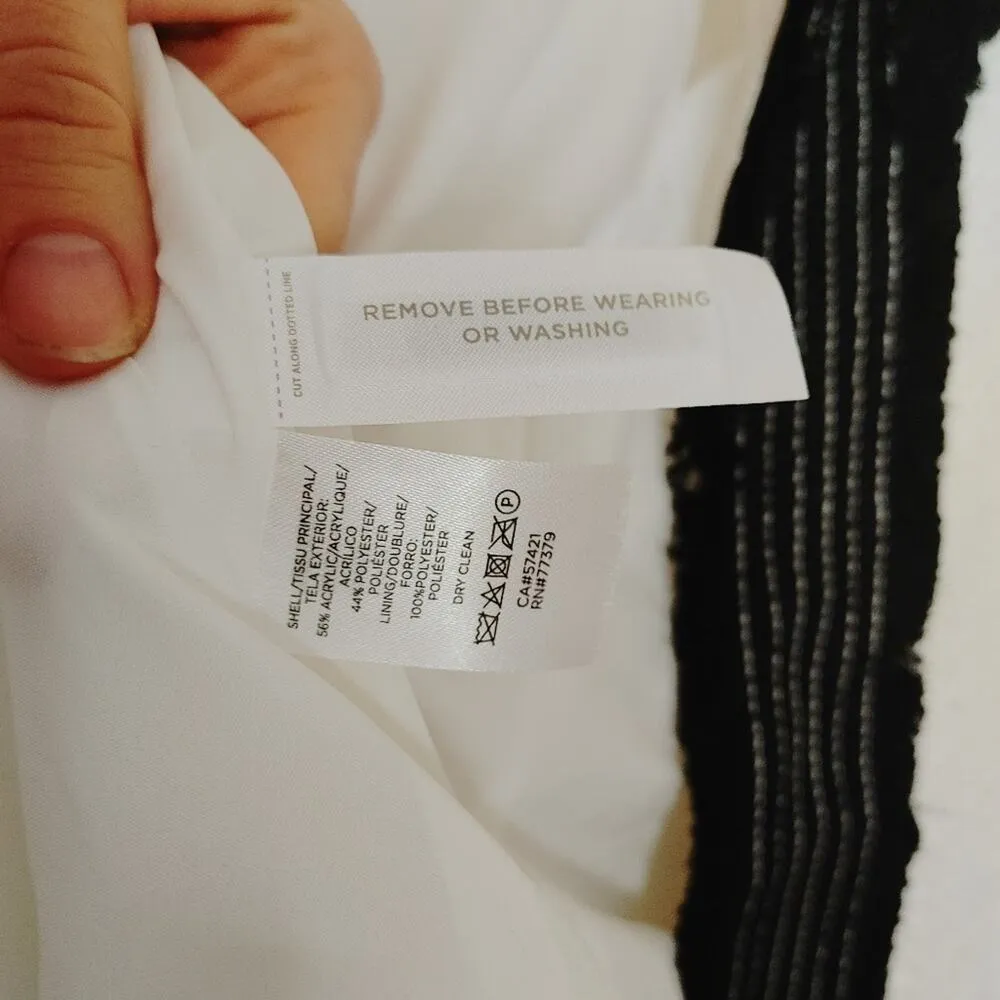 CUT ALONG DOTTED LINE
REMOVE BEFORE WEARING
OR WASHING
SHELL/TISSU PRINCIPAL/
TELA EXTERIOR:
56% ACRYLIC/ACRYLIQUE/
ACRÍLICO
44% POLYESTER/
POLIÉSTER
LINING/DOUBLURE/
FORRO:
100%POLYESTER/
POLIÉSTER
DRY CLEAN
P
CA#57421
RN#77379